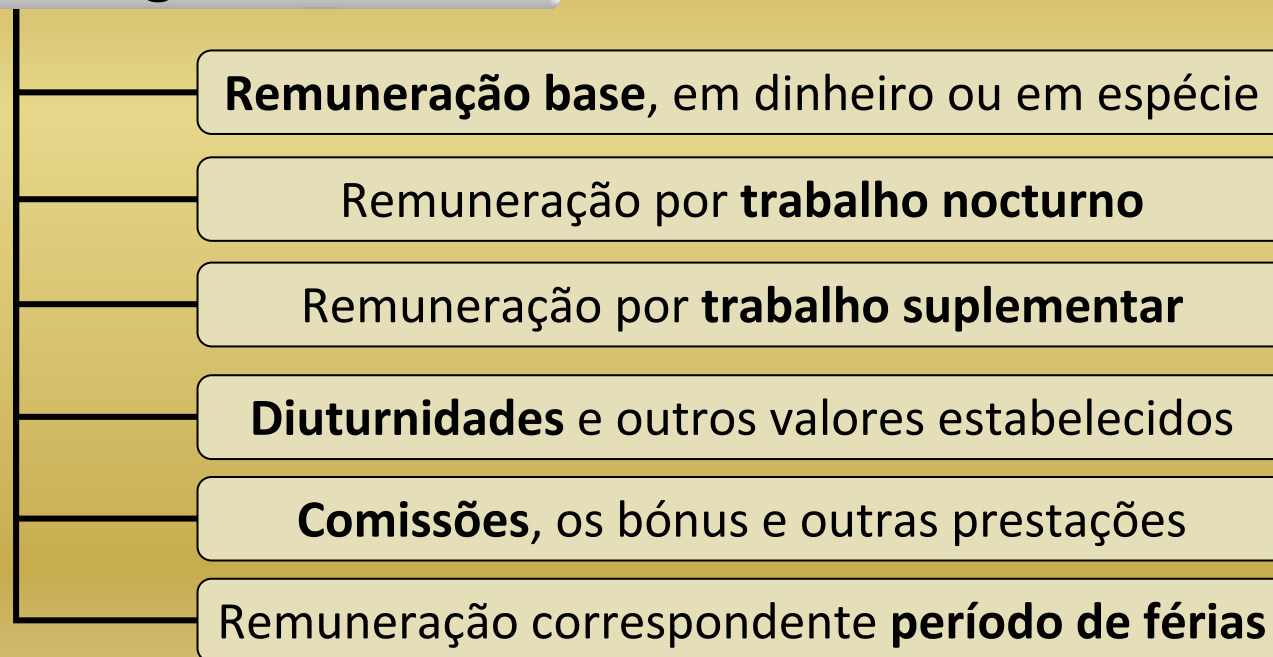 Remuneração base, em dinheiro ou em espécie
Remuneração por trabalho nocturno
Remuneração por trabalho suplementar
Diuturnidades e outros valores estabelecidos
Comissões, os bónus e outras prestações
Remuneração correspondente período de férias